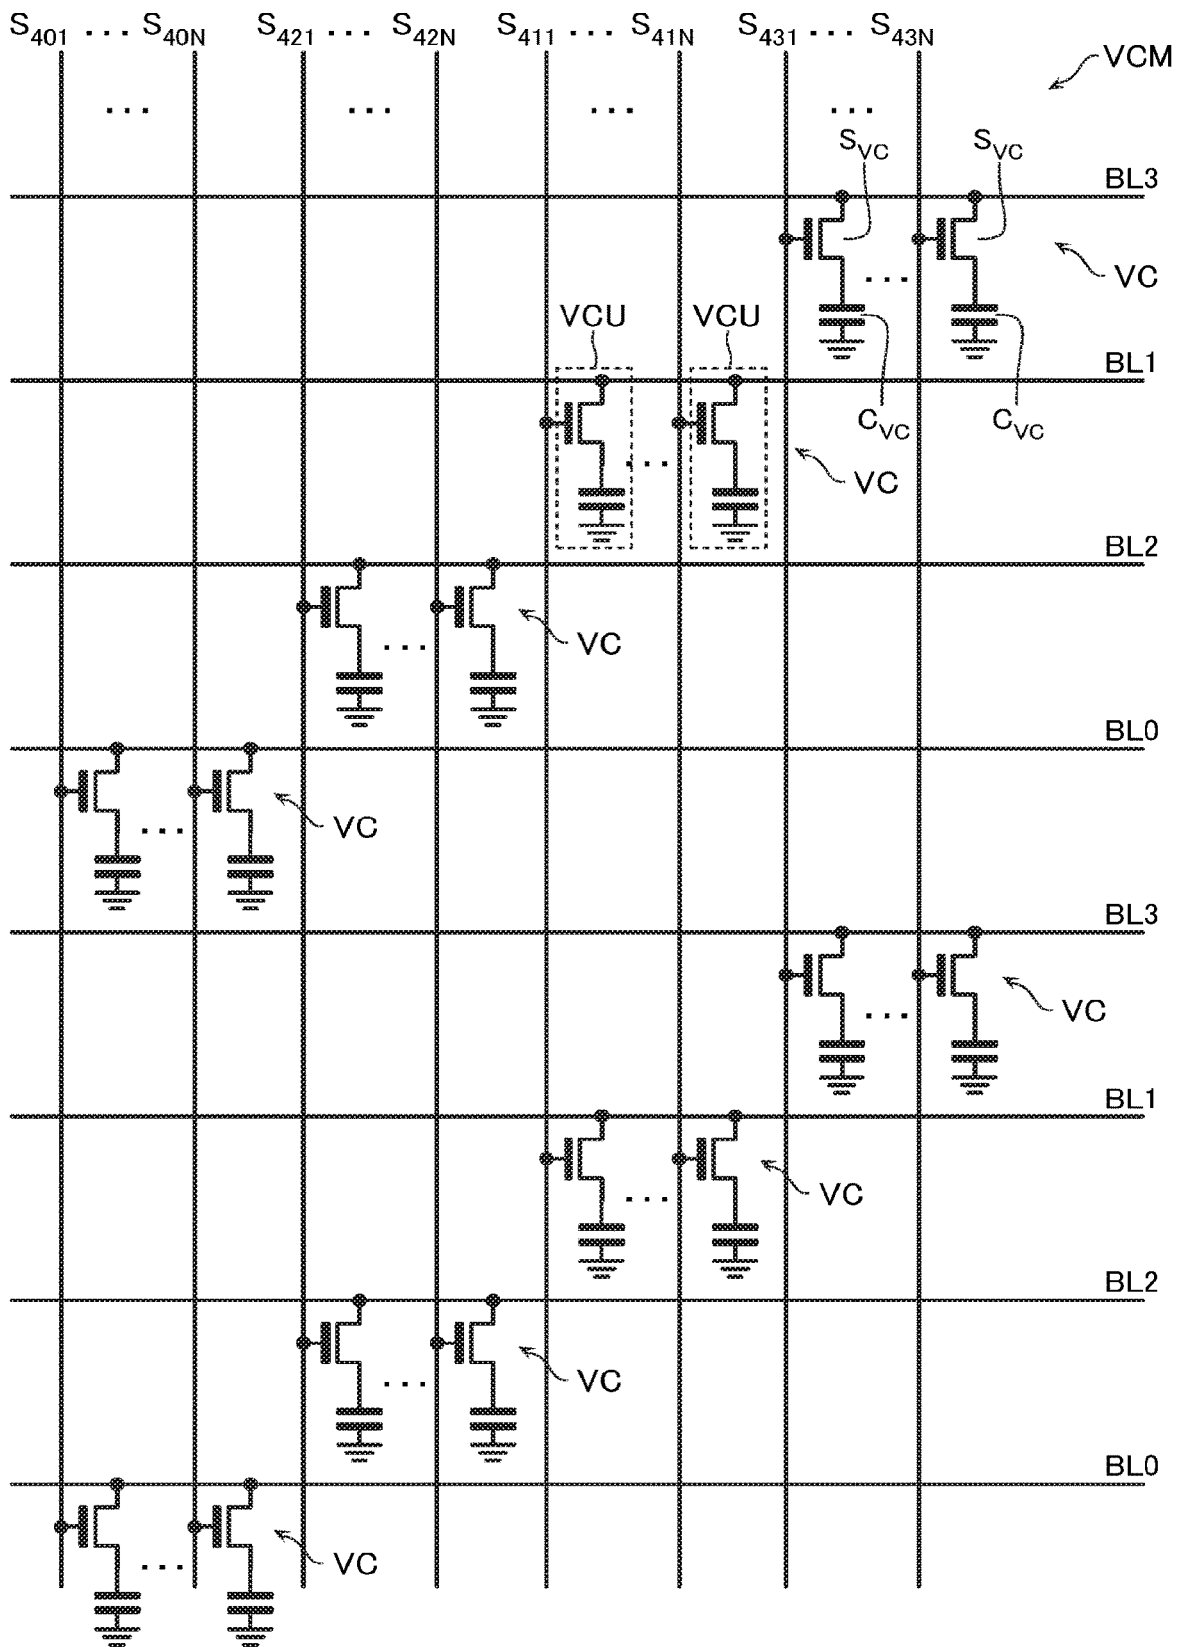 S401 ... S40N S421 ... S42N S411 ... S41N S431 ... S43N
VCM
... ... ... ...
SVC SVC
BL3
VC
...
VCU VCU
BL1
CVC CVC
... VC
BL2
... VC
BL0
... VC
BL3
... VC
BL1
... VC
BL2
... VC
BL0
... VC